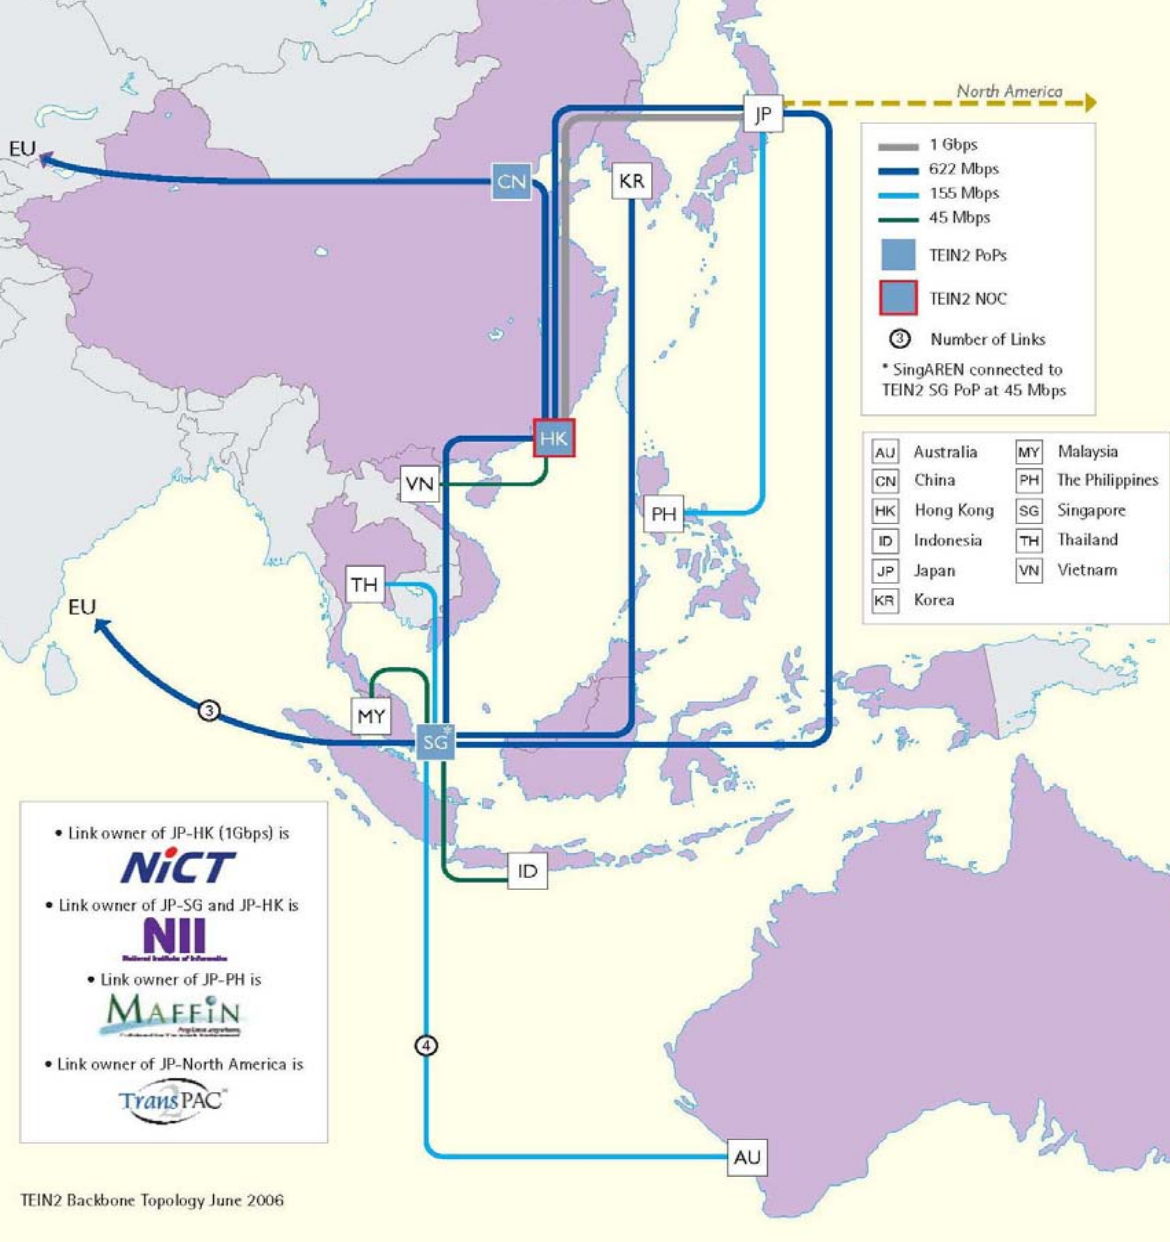 North America
JP
EU
CN
KR
1 Gbps
622 Mbps
155 Mbps
45 Mbps
TEIN2 PoPs
TEIN2 NOC
3 Number of Links
* SingAREN connected to
TEIN2 SG PoP at 45 Mbps
HK
VN
PH
AU Australia
CN China
HK Hong Kong
ID Indonesia
JP Japan
KR Korea
MY Malaysia
PH The Philippines
SG Singapore
TH Thailand
VN Vietnam
TH
EU
3
MY
SG*
ID
• Link owner of JP-HK (1Gbps) is
NiCT
• Link owner of JP-SG and JP-HK is
NII
National Institute of Informatics
• Link owner of JP-PH is
MAFFIN
• Link owner of JP-North America is
TransPAC
2
4
AU
TEIN2 Backbone Topology June 2006